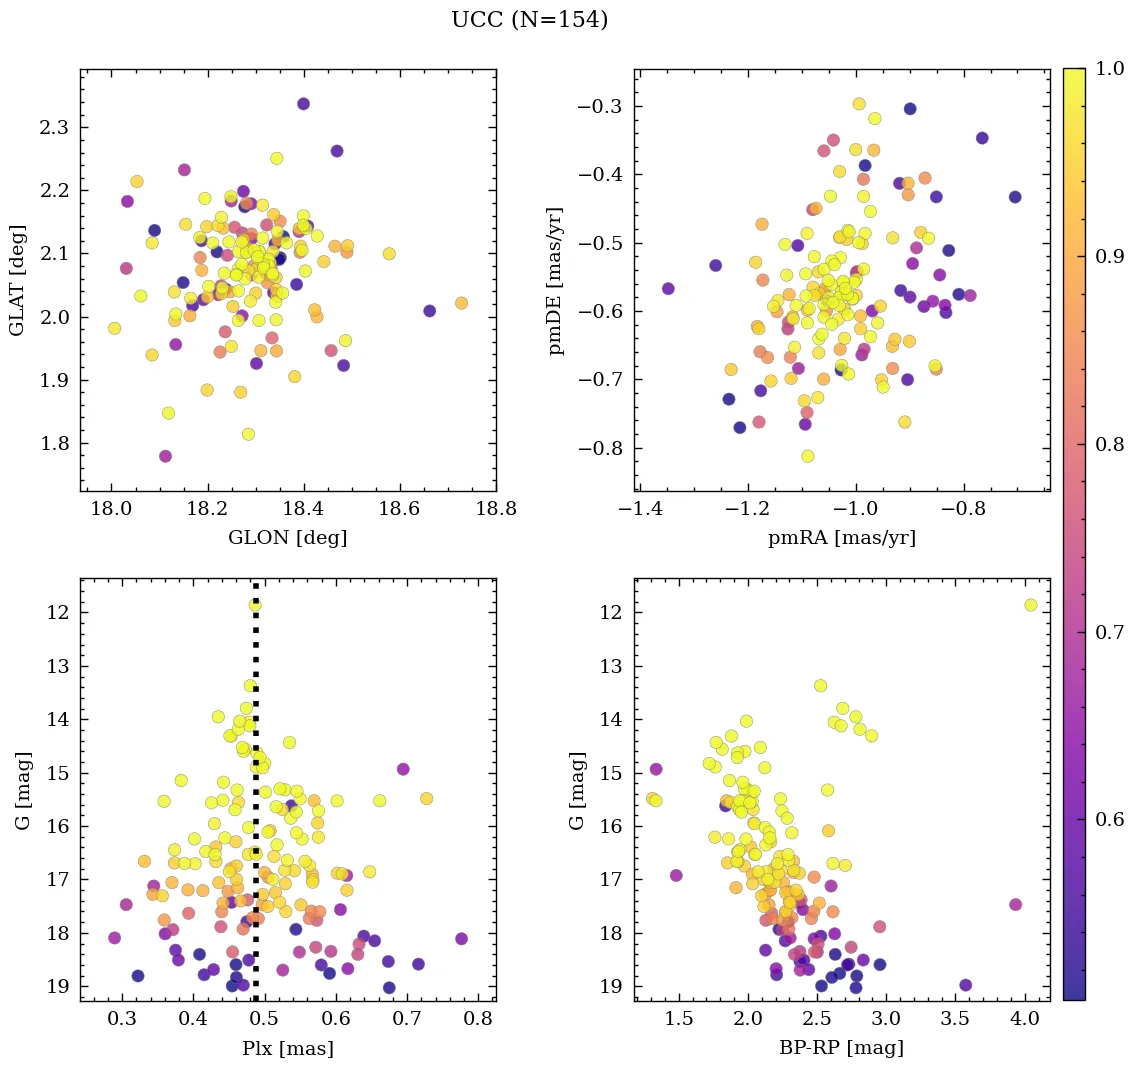 UCC (N=154)
2.3
2.2
2.1
2.0
1.9
1.8
GLAT [deg]
18.0 18.2 18.4 18.6 18.8
GLON [deg]
−0.3
−0.4
−0.5
−0.6
−0.7
−0.8
pmDE [mas/yr]
−1.4 −1.2 −1.0 −0.8
pmRA [mas/yr]
12
13
14
15
16
17
18
19
G [mag]
0.3 0.4 0.5 0.6 0.7 0.8
Plx [mas]
12
13
14
15
16
17
18
19
G [mag]
1.5 2.0 2.5 3.0 3.5 4.0
BP-RP [mag]
1.0
0.9
0.8
0.7
0.6